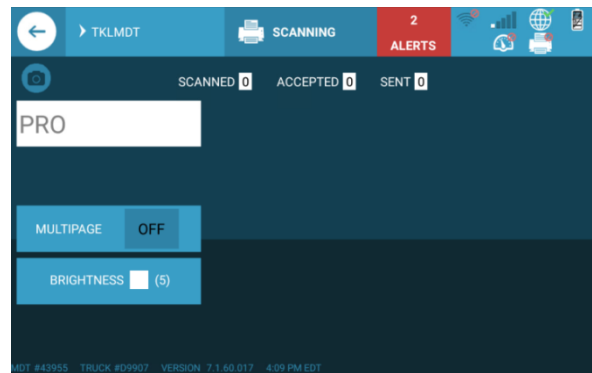 TKLMDT SCANNING 2 ALERTS
SCANNED 0 ACCEPTED 0 SENT 0
PRO
MULTIPAGE OFF
BRIGHTNESS (5)
MDT #43955 TRUCK #D9907 VERSION 7.1.60.017 4:09 PM EDT